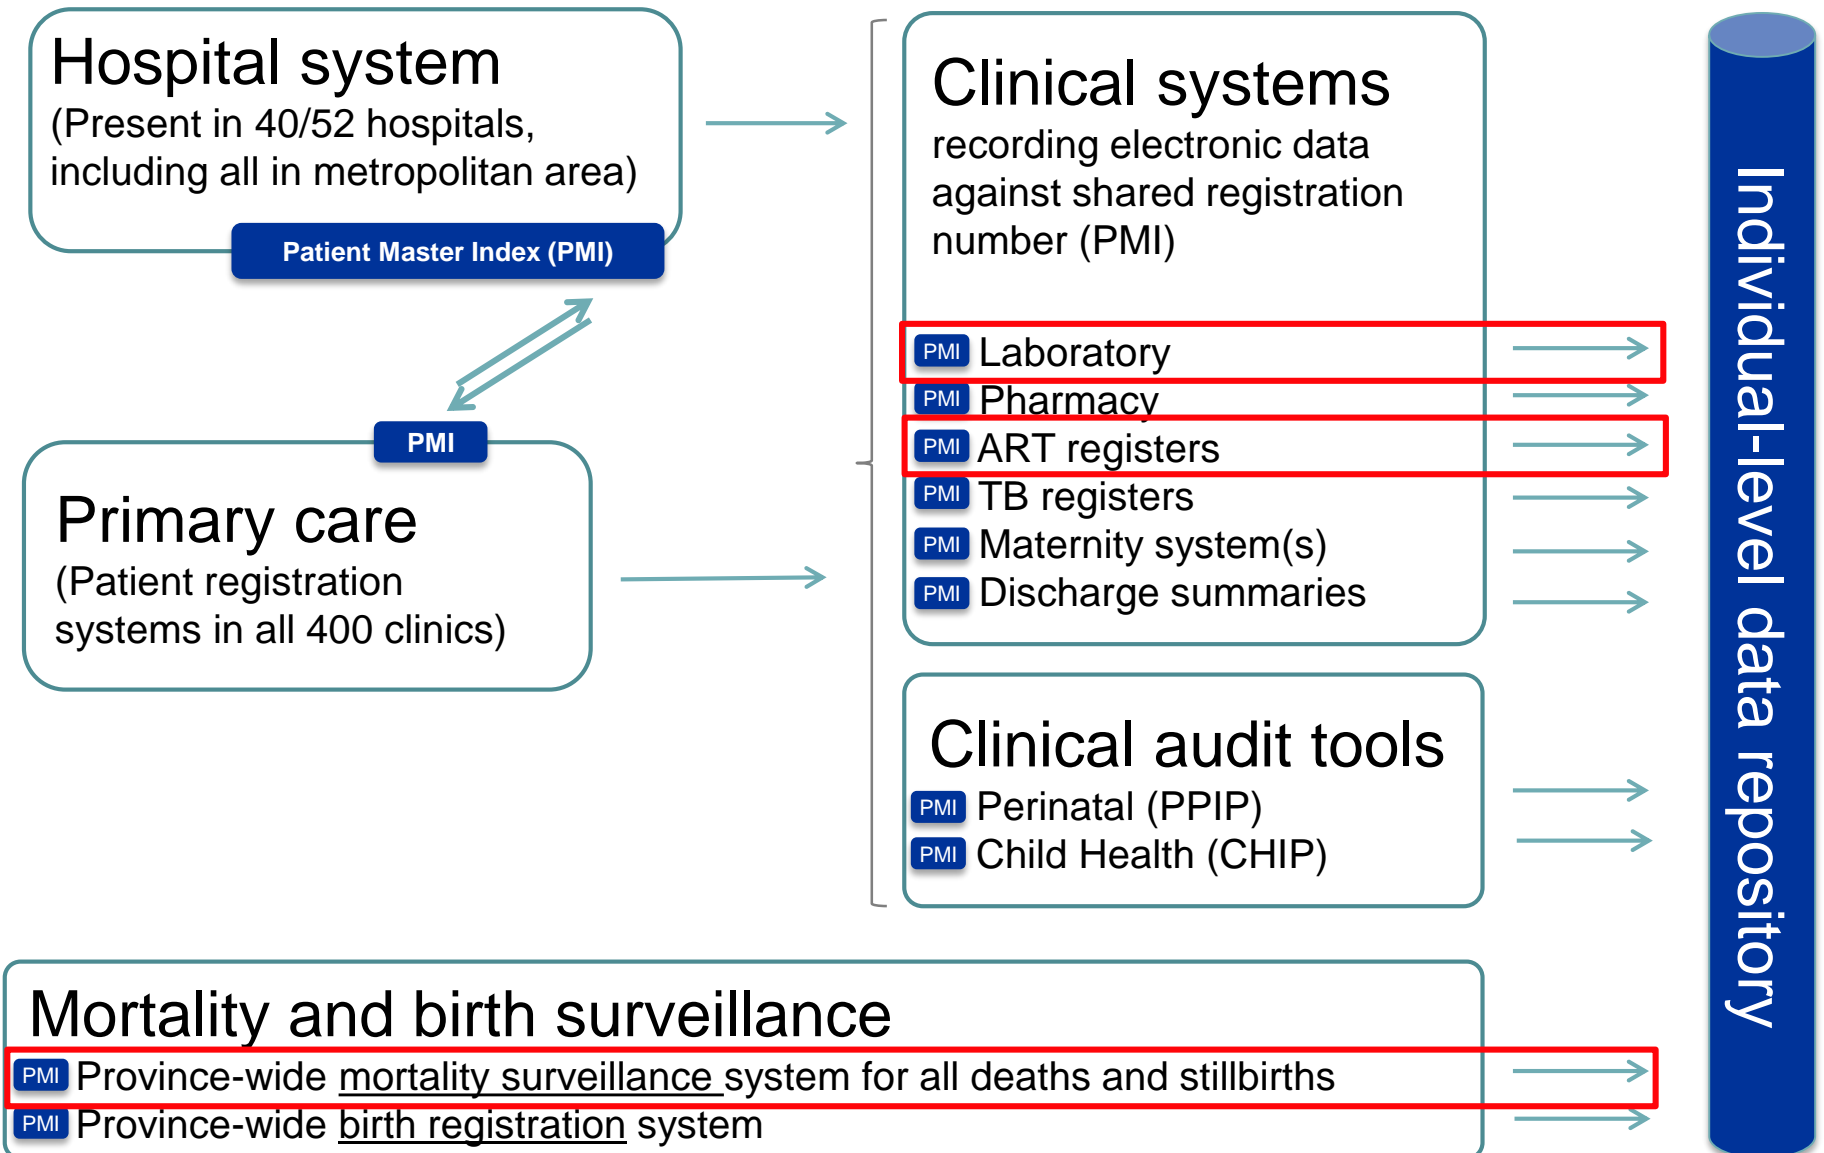 Hospital system
(Present in 40/52 hospitals,
including all in metropolitan area)
Patient Master Index (PMI)
PMI
Primary care
(Patient registration
systems in all 400 clinics)
Clinical systems
recording electronic data
against shared registration
number (PMI)
PMI Laboratory
PMI Pharmacy
PMI ART registers
PMI TB registers
PMI Maternity system(s)
PMI Discharge summaries
Clinical audit tools
PMI Perinatal (PPIP)
PMI Child Health (CHIP)
Mortality and birth surveillance
PMI Province-wide mortality surveillance system for all deaths and stillbirths
PMI Province-wide birth registration system
Individual-level data repository